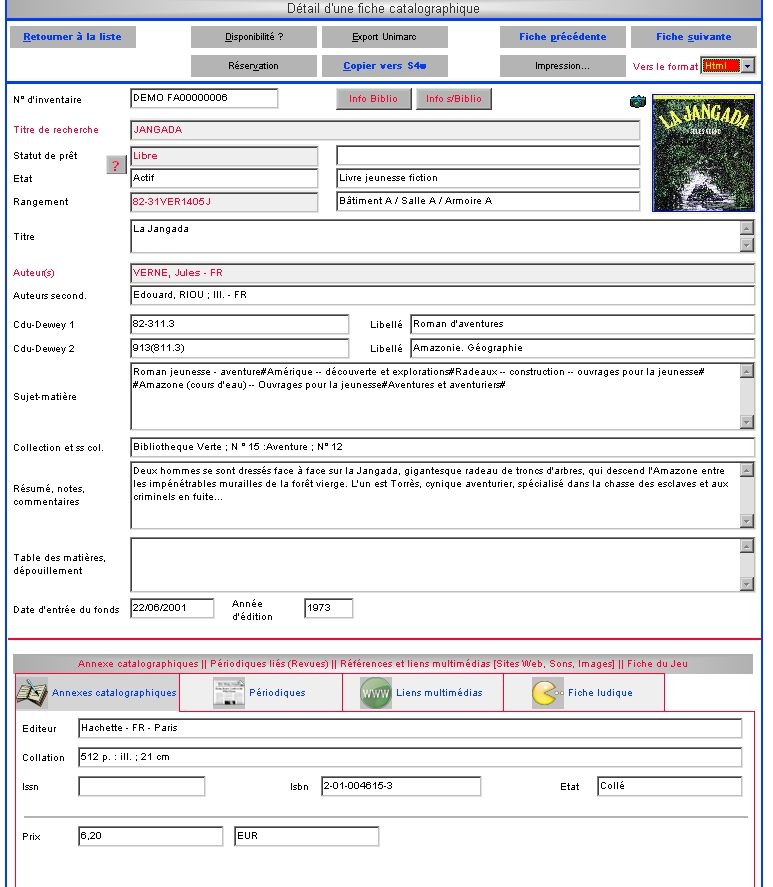 Détail d'une fiche catalographique
Retourner à la liste
Disponibilité ?
Export Unimarc
Fiche précédente
Fiche suivante
Réservation
Copier vers S4w
Impression...
Vers le format Html
N° d'inventaire DEMO FA00000006 Info Biblio Info s/Biblio
LA JANGADA
JULES VERNE
Titre de recherche JANGADA
Statut de prêt ? Libre
Etat Actif Livre jeunesse fiction
Rangement 82-31VER1405J Bâtiment A / Salle A / Armoire A
Titre La Jangada
Auteur(s) VERNE, Jules - FR
Auteurs second. Edouard, RIOU ; Ill. - FR
Cdu-Dewey 1 82-311.3 Libellé Roman d'aventures
Cdu-Dewey 2 913(811.3) Libellé Amazonie. Géographie
Sujet-matière
Roman jeunesse - aventure#Amérique -- découverte et explorations#Radeaux -- construction -- ouvrages pour la jeunesse#
#Amazone (cours d'eau) -- Ouvrages pour la jeunesse#Aventures et aventuriers#
Collection et ss col. Bibliotheque Verte ; N ° 15 :Aventure ; N° 12
Résumé, notes,
commentaires
Deux hommes se sont dressés face à face sur la Jangada, gigantesque radeau de troncs d'arbres, qui descend l'Amazone entre
les impénétrables murailles de la forêt vierge. L'un est Torrès, cynique aventurier, spécialisé dans la chasse des esclaves et aux
criminels en fuite...
Table des matières,
dépouillement
Date d'entrée du fonds 22/06/2001 Année
d'édition 1973
Annexe catalographiques || Périodiques liés (Revues) || Références et liens multimédias [Sites Web, Sons, Images] || Fiche du Jeu
Annexes catalographiques Périodiques WWW Liens multimédias Fiche ludique
Editeur Hachette - FR - Paris
Collation 512 p. : ill. ; 21 cm
Issn Isbn 2-01-004615-3 Etat Collé
Prix 6,20 EUR